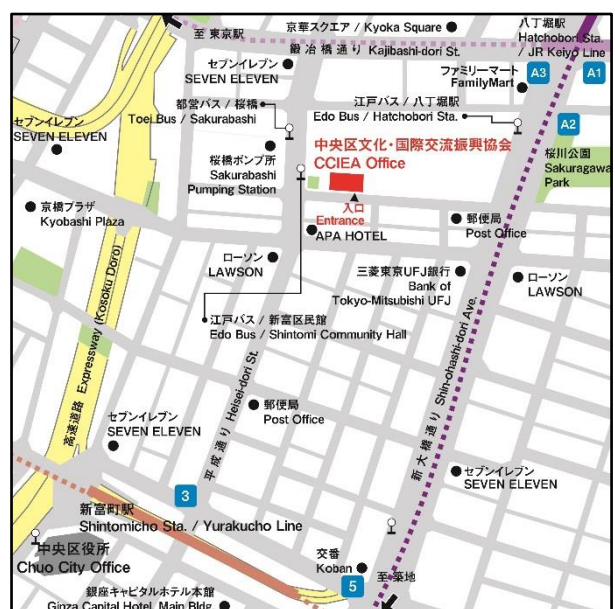 至 東京駅
京華スクエア / Kyoka Square
鍛冶橋通り Kajibashi-dori St.
八丁堀駅
Hatchobori Sta.
/ JR Keiyo Line
セブンイレブン
SEVEN ELEVEN
ファミリーマート
FamilyMart
A3
A1
都営バス / 桜橋
Toei Bus / Sakurabashi
江戸バス / 八丁堀駅
Edo Bus / Hatchobori Sta.
A2
セブンイレブン
SEVEN ELEVEN
中央区文化・国際交流振興協会
CCIEA Office
桜橋ポンプ所
Sakurabashi
Pumping Station
桜川公園
Sakuragawa
Park
入口
Entrance
京橋プラザ
Kyobashi Plaza
APA HOTEL
郵便局
Post Office
ローソン
LAWSON
三菱東京UFJ銀行
Bank of
Tokyo-Mitsubishi UFJ
ローソン
LAWSON
江戸バス / 新富区民館
Edo Bus / Shintomi Community Hall
高速道路 Expressway (Kosoku Doro)
平成通り Heisei-dori St.
新大橋通り Shin-ohashi-dori Ave.
郵便局
Post Office
セブンイレブン
SEVEN ELEVEN
セブンイレブン
SEVEN ELEVEN
3
新富町駅
Shintomicho Sta. / Yurakucho Line
中央区役所
Chuo City Office
交番
Koban
5
至 築地
銀座キャピタルホテル本館
Ginza Capital Hotel, Main Bldg.